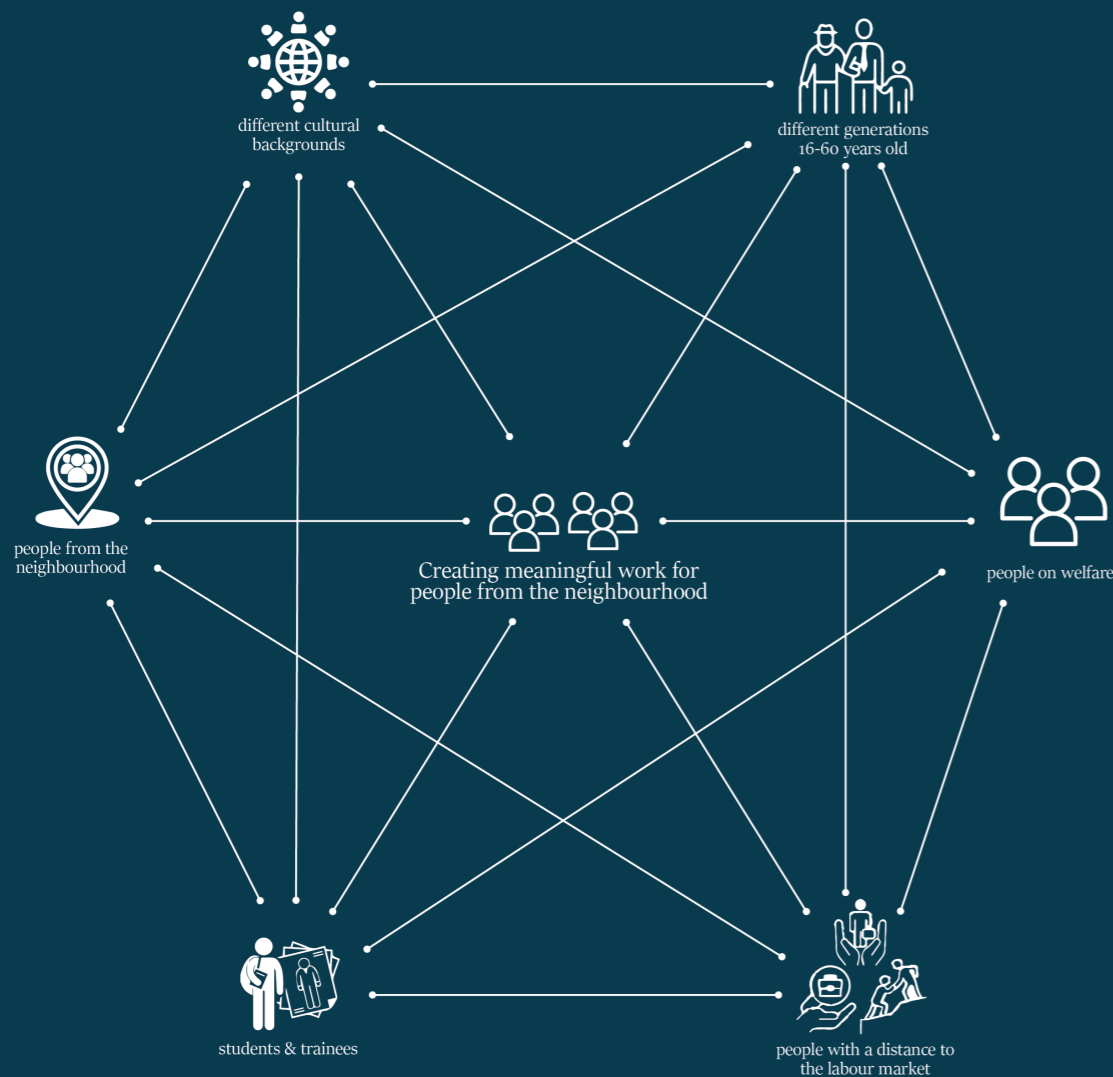 different cultural
backgrounds
different generations
16-60 years old
people from the
neighbourhood
Creating meaningful work for
people from the neighbourhood
people on welfare
students & trainees
people with a distance to
the labour market